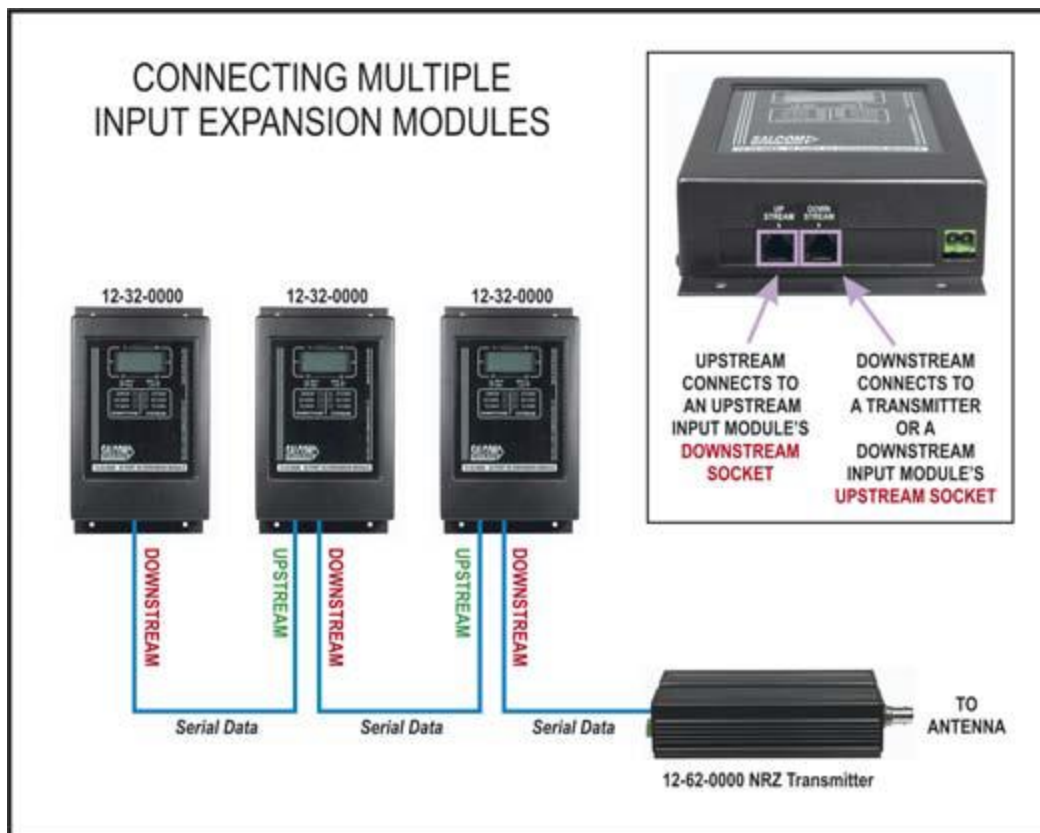 CONNECTING MULTIPLE
INPUT EXPANSION MODULES
UP
STREAM
DOWN
STREAM
UPSTREAM
CONNECTS TO
AN UPSTREAM
INPUT MODULE'S
DOWNSTREAM
SOCKET
DOWNSTREAM
CONNECTS TO
A TRANSMITTER
OR A
DOWNSTREAM
INPUT MODULE'S
UPSTREAM SOCKET
12-32-0000
12-32-0000
12-32-0000
SALCOM
SALCOM
SALCOM
DOWNSTREAM
UPSTREAM
DOWNSTREAM
UPSTREAM
DOWNSTREAM
Serial Data
Serial Data
Serial Data
TO
ANTENNA
12-62-0000 NRZ Transmitter